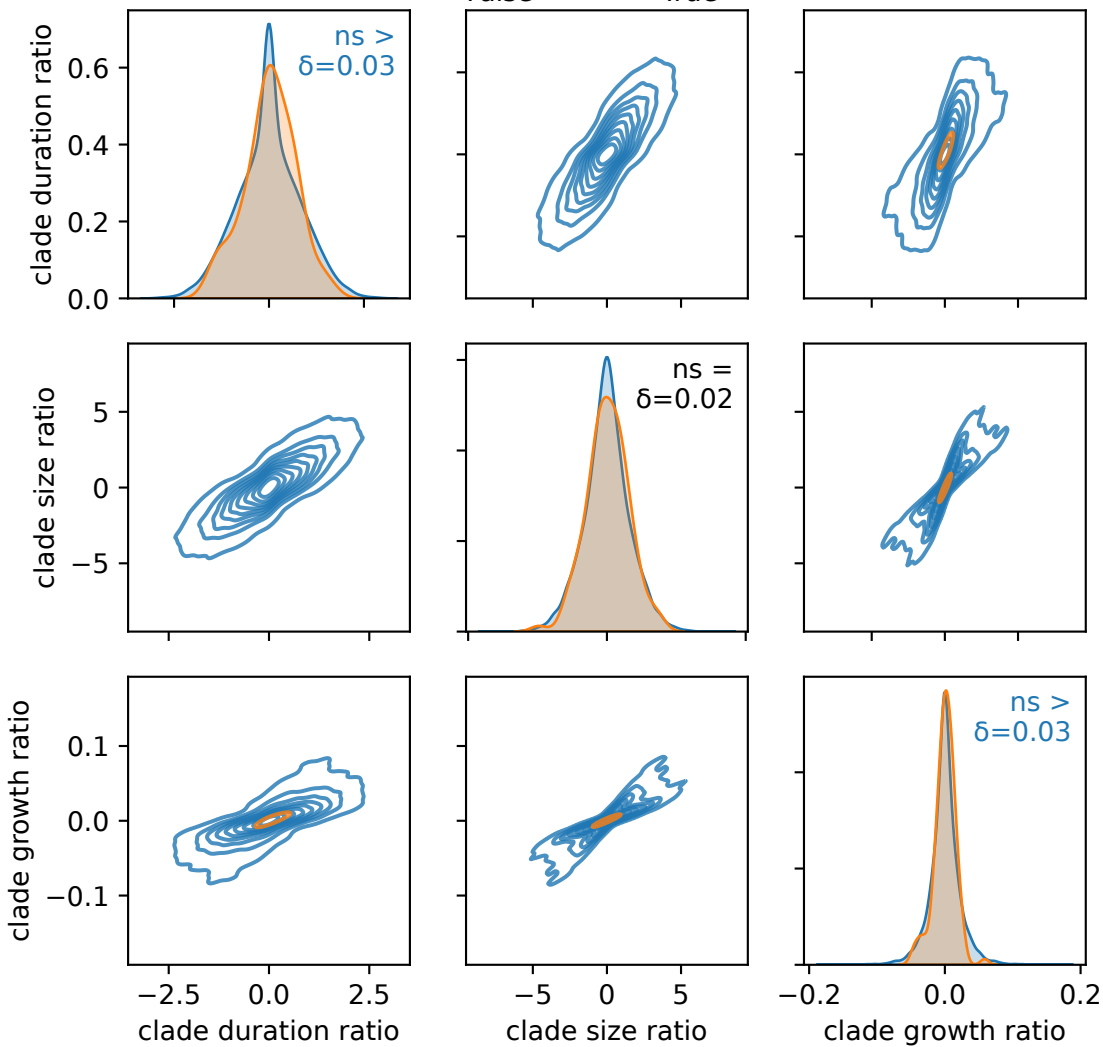 clade duration ratio
0.6
0.4
0.2
0.0
ns >
δ=0.03
clade size ratio
5
0
−5
ns =
δ=0.02
clade growth ratio
0.1
0.0
−0.1
ns >
δ=0.03
−2.5
0.0
2.5
−5
0
5
−0.2
0.0
0.2
clade duration ratio
clade size ratio
clade growth ratio